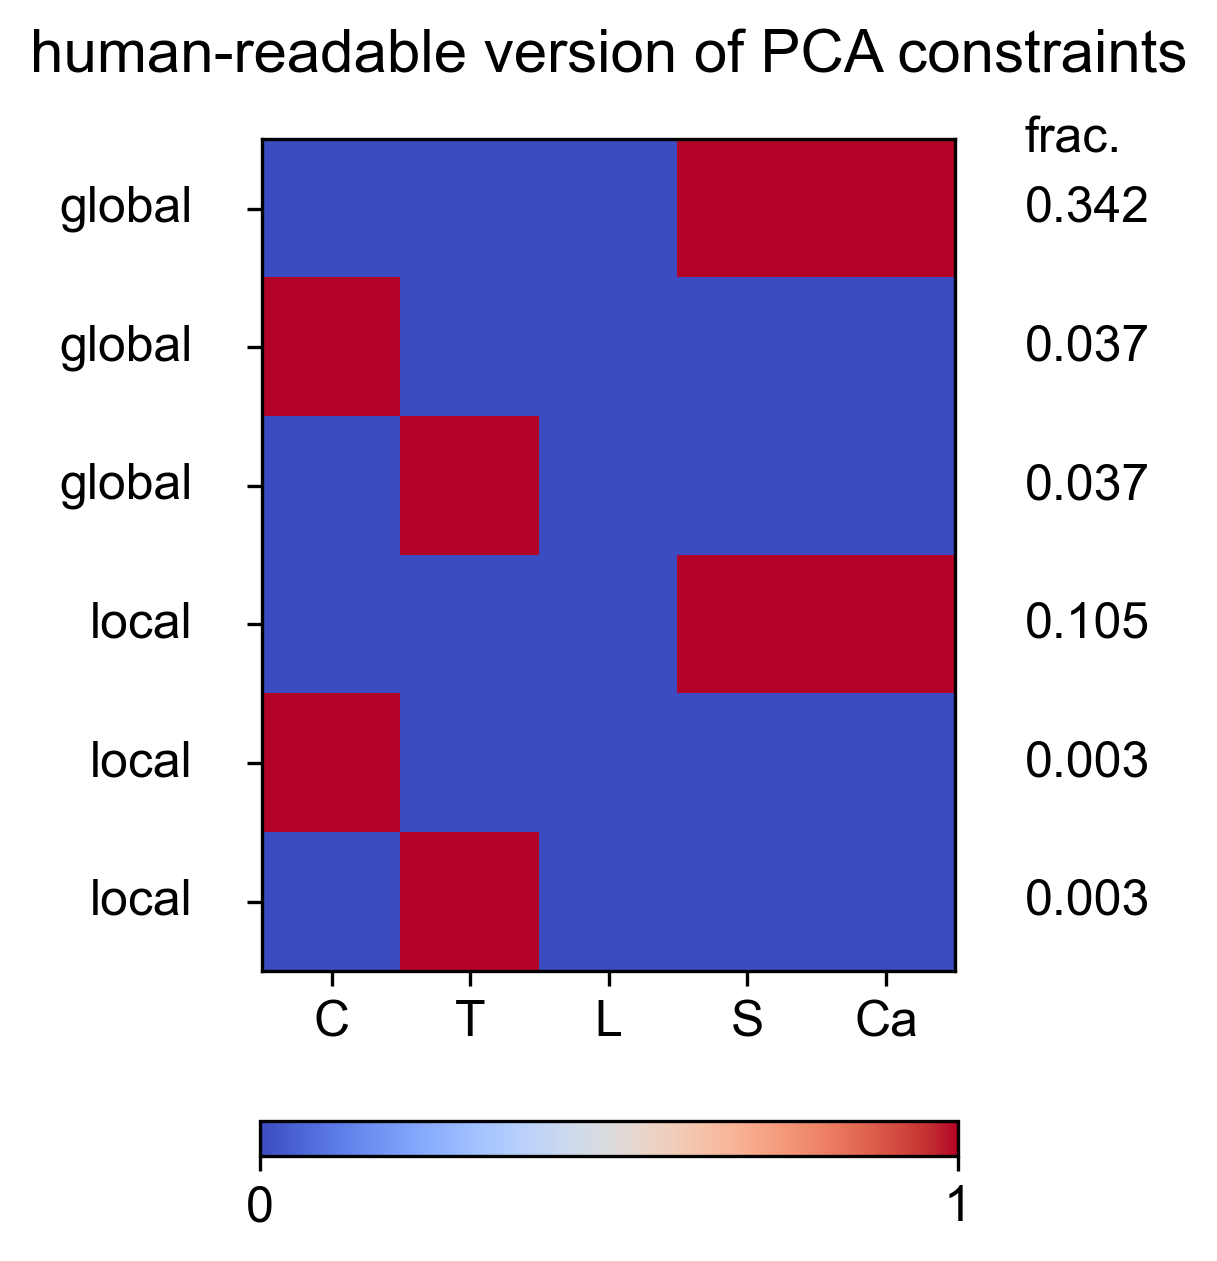 human-readable version of PCA constraints
frac.
global 0.342
global 0.037
global 0.037
local 0.105
local 0.003
local 0.003
C T L S Ca
0 1